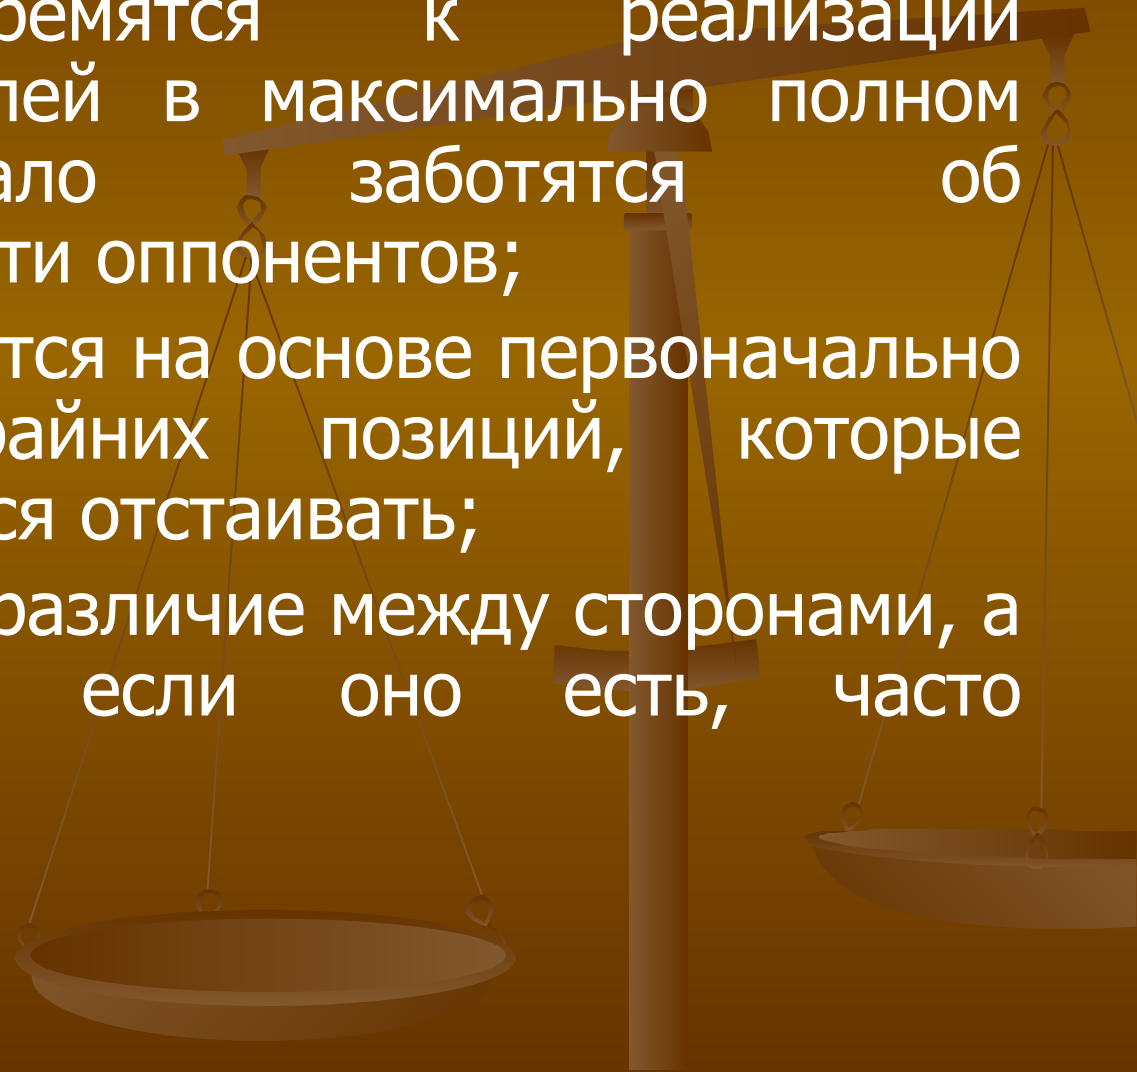 ремятся к реализации
лей в максимально полном
ало заботятся об
ти оппонентов;
тся на основе первоначально
райних позиций, которые
ся отстаивать;
различие между сторонами, а
если оно есть, часто